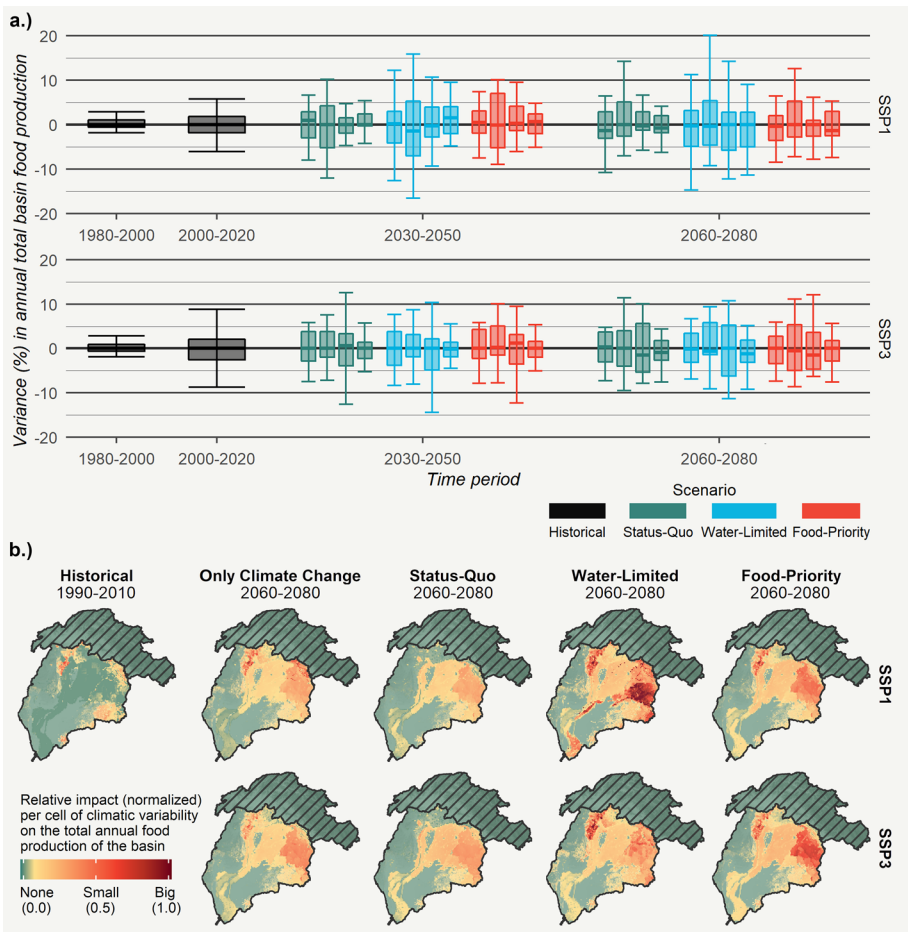 a.)
Variance (%) in annual total basin food production
20
10
0
-10
-20
SSP1
1980-2000 2000-2020 2030-2050 2060-2080
20
10
0
-10
-20
SSP3
1980-2000 2000-2020 2030-2050 2060-2080
Time period
Scenario
Historical Status-Quo Water-Limited Food-Priority
b.)
Historical Only Climate Change Status-Quo Water-Limited Food-Priority
1990-2010 2060-2080 2060-2080 2060-2080 2060-2080
SSP1
SSP3
Relative impact (normalized)
per cell of climatic variability
on the total annual food
production of the basin
None Small Big
(0.0) (0.5) (1.0)